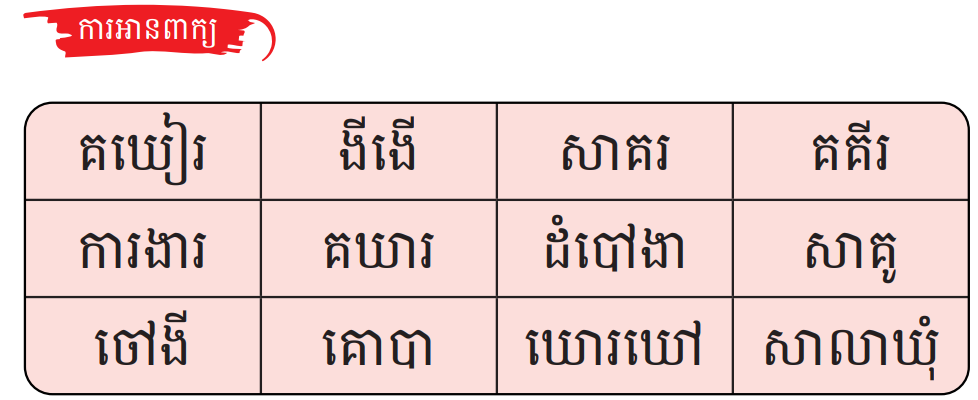 ការអានពាក្យ
គឃៀរ ងីងើ សាគរ គគីរ
ការងារ គឃារ ដំបៅងា សាគូ
ចៅងី គោបា ឃោរឃៅ សាលាឃុំ